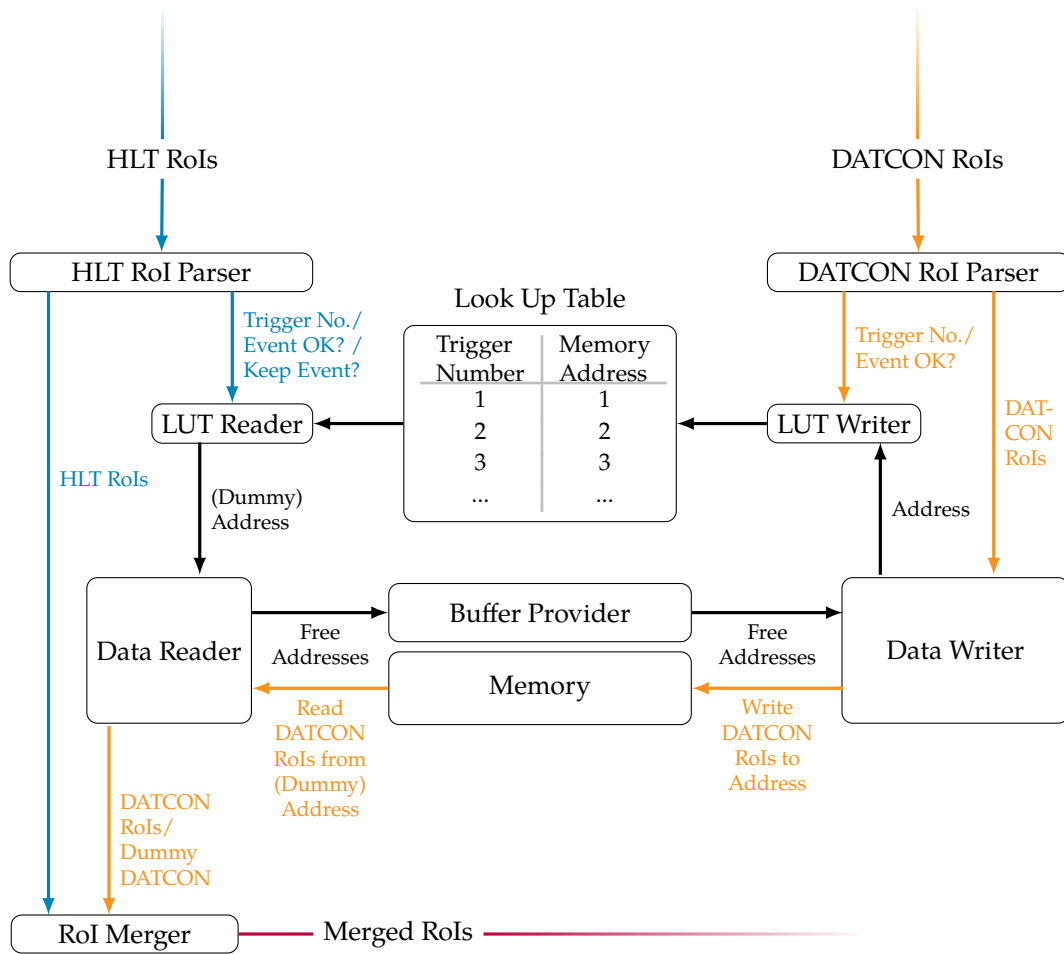 HLT RoIs
DATCON RoIs
HLT RoI Parser
DATCON RoI Parser
Trigger No./
Event OK? /
Keep Event?
Look Up Table
Trigger
Number
Memory
Address
1
1
2
2
3
3
...
...
Trigger No./
Event OK?
LUT Reader
LUT Writer
DAT-
CON
RoIs
HLT RoIs
(Dummy)
Address
Address
Data Reader
Buffer Provider
Data Writer
Free
Addresses
Free
Addresses
Memory
Read
DATCON
RoIs from
(Dummy)
Address
Write
DATCON
RoIs to
Address
DATCON
RoIs/
Dummy
DATCON
RoI Merger
Merged RoIs